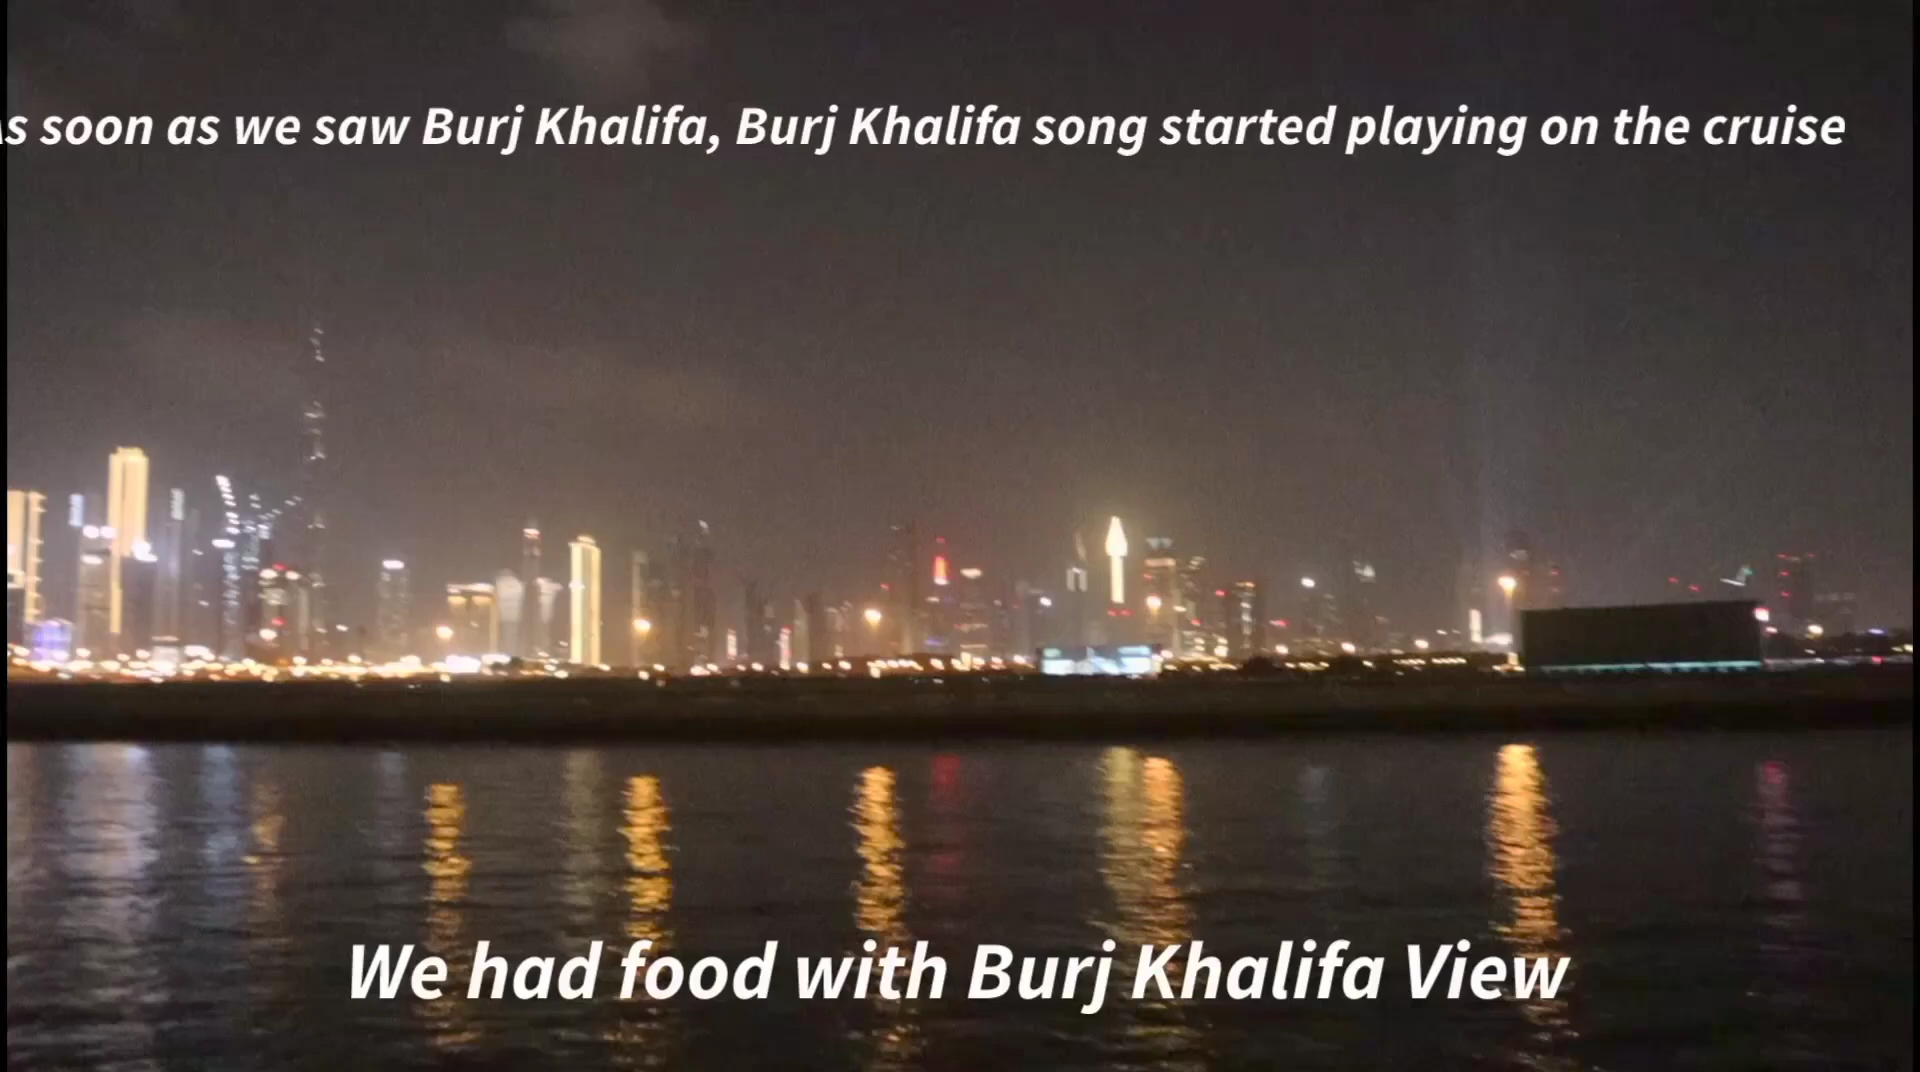 s soon as we saw Burj Khalifa, Burj Khalifa song started playing on the cruise
We had food with Burj Khalifa View